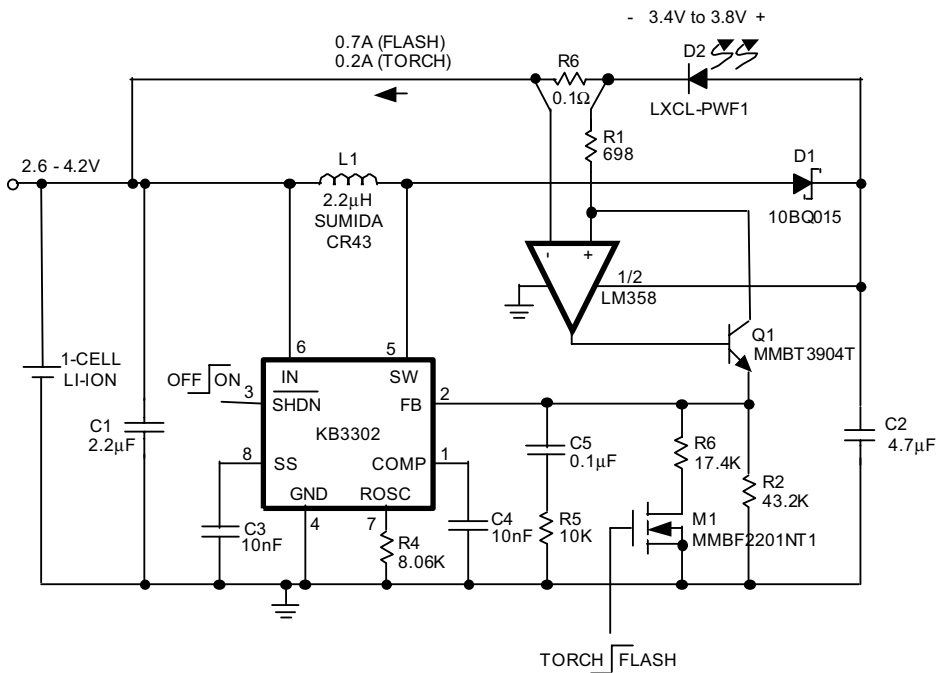 - 3.4V to 3.8V +
0.7A (FLASH)
0.2A (TORCH)
R6
0.1Ω
D2
LXCL-PWF1
R1
698
2.6 - 4.2V
L1
2.2µH
SUMIDA
CR43
D1
10BQ015
- +
1/2
LM358
Q1
MMBT3904T
1-CELL
LI-ION
OFF ON
6
5
IN
SW
3
SHDN
2
FB
KB3302
C1
2.2µF
8
SS
1
COMP
GND
ROSC
4
7
C3
10nF
R4
8.06K
C4
10nF
C5
0.1µF
R5
10K
R6
17.4K
R2
43.2K
C2
4.7µF
M1
MMBF2201NT1
TORCH FLASH